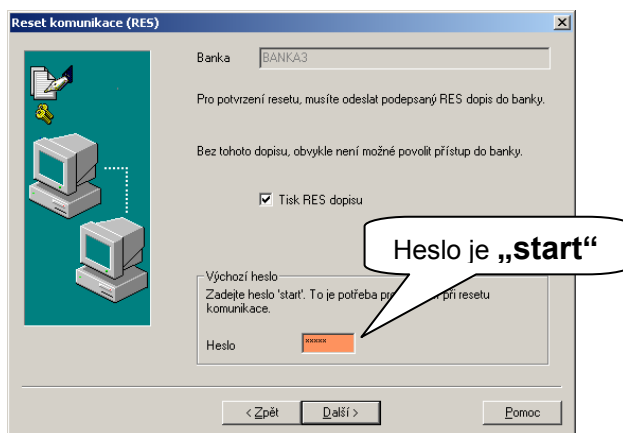 Reset komunikace (RES)
Banka BANKA3
Pro potvrzení resetu, musíte odeslat podepsaný RES dopis do banky.
Bez tohoto dopisu, obvykle není možné povolit přístup do banky.
Tisk RES dopisu
Heslo je „start“
Výchozí heslo
Zadejte heslo 'start'. To je potřeba při resetu
komunikace.
Heslo *****
< Zpět Další > Pomoc